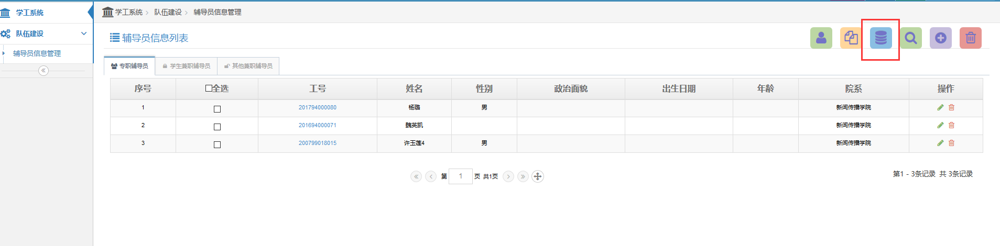 学工系统
队伍建设
辅导员信息管理
学工系统 > 队伍建设 > 辅导员信息管理
辅导员信息列表
专职辅导员 学生兼职辅导员 其他兼职辅导员
序号 全选 工号 姓名 性别 政治面貌 出生日期 年龄 院系 操作
1 201794000080 杨璐 男 新闻传播学院
2 201694000071 魏英凯 新闻传播学院
3 200799018015 许玉莲4 男 新闻传播学院
第 1 页 共1页
第1 - 3条记录 共 3条记录